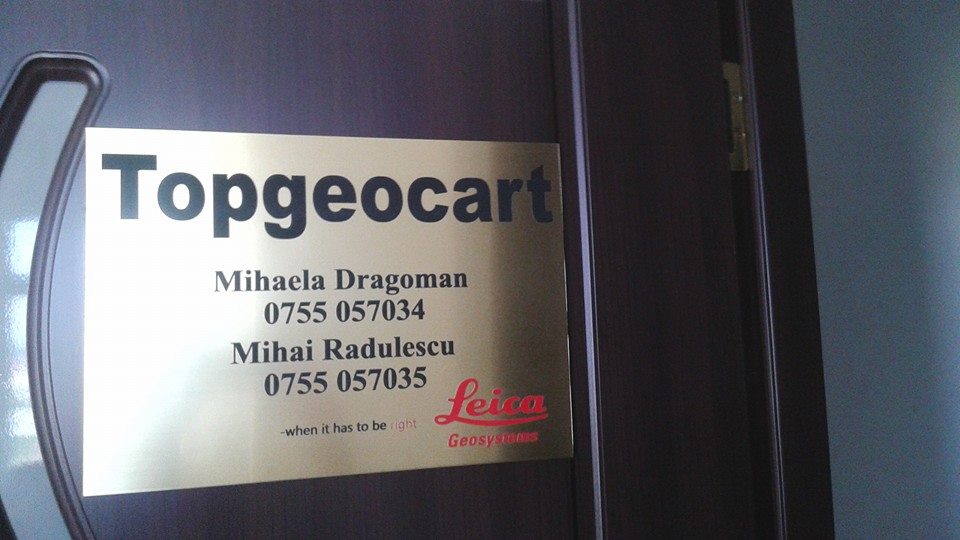 Topgeocart
Mihaela Dragoman
0755 057034
Mihai Radulescu
0755 057035
-when it has to be right
Leica
Geosystems